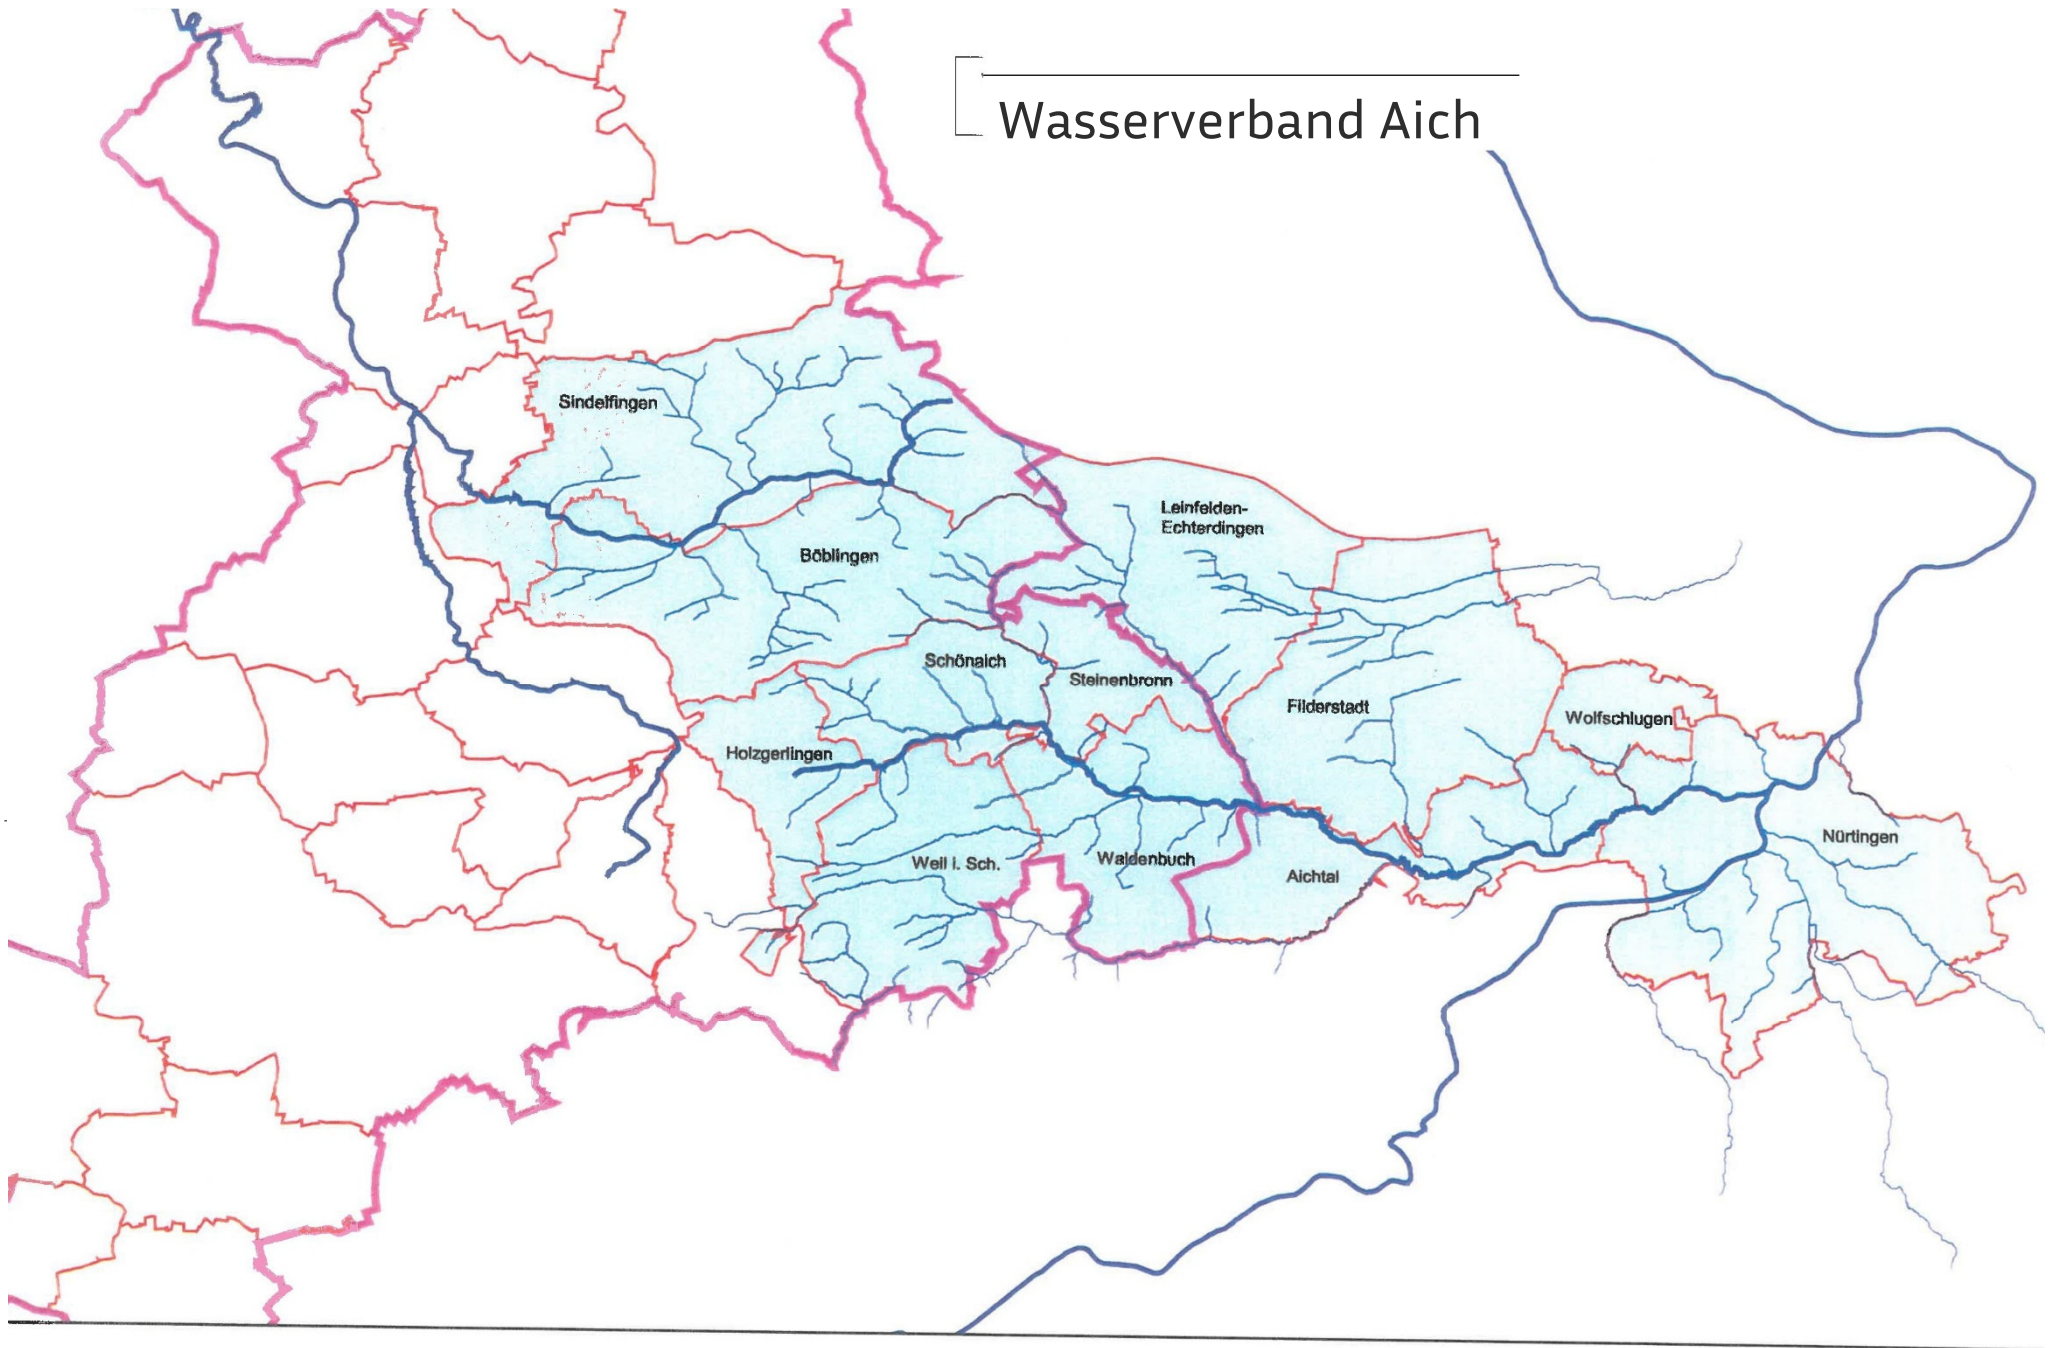 Wasserverband Aich
Sindelfingen
Leinfelden-
Echterdingen
Böblingen
Schönaich
Steinenbronn
Filderstadt
Wolfschlugen
Holzgerlingen
Nürtingen
Weil i. Sch.
Waldenbuch
Aichtal